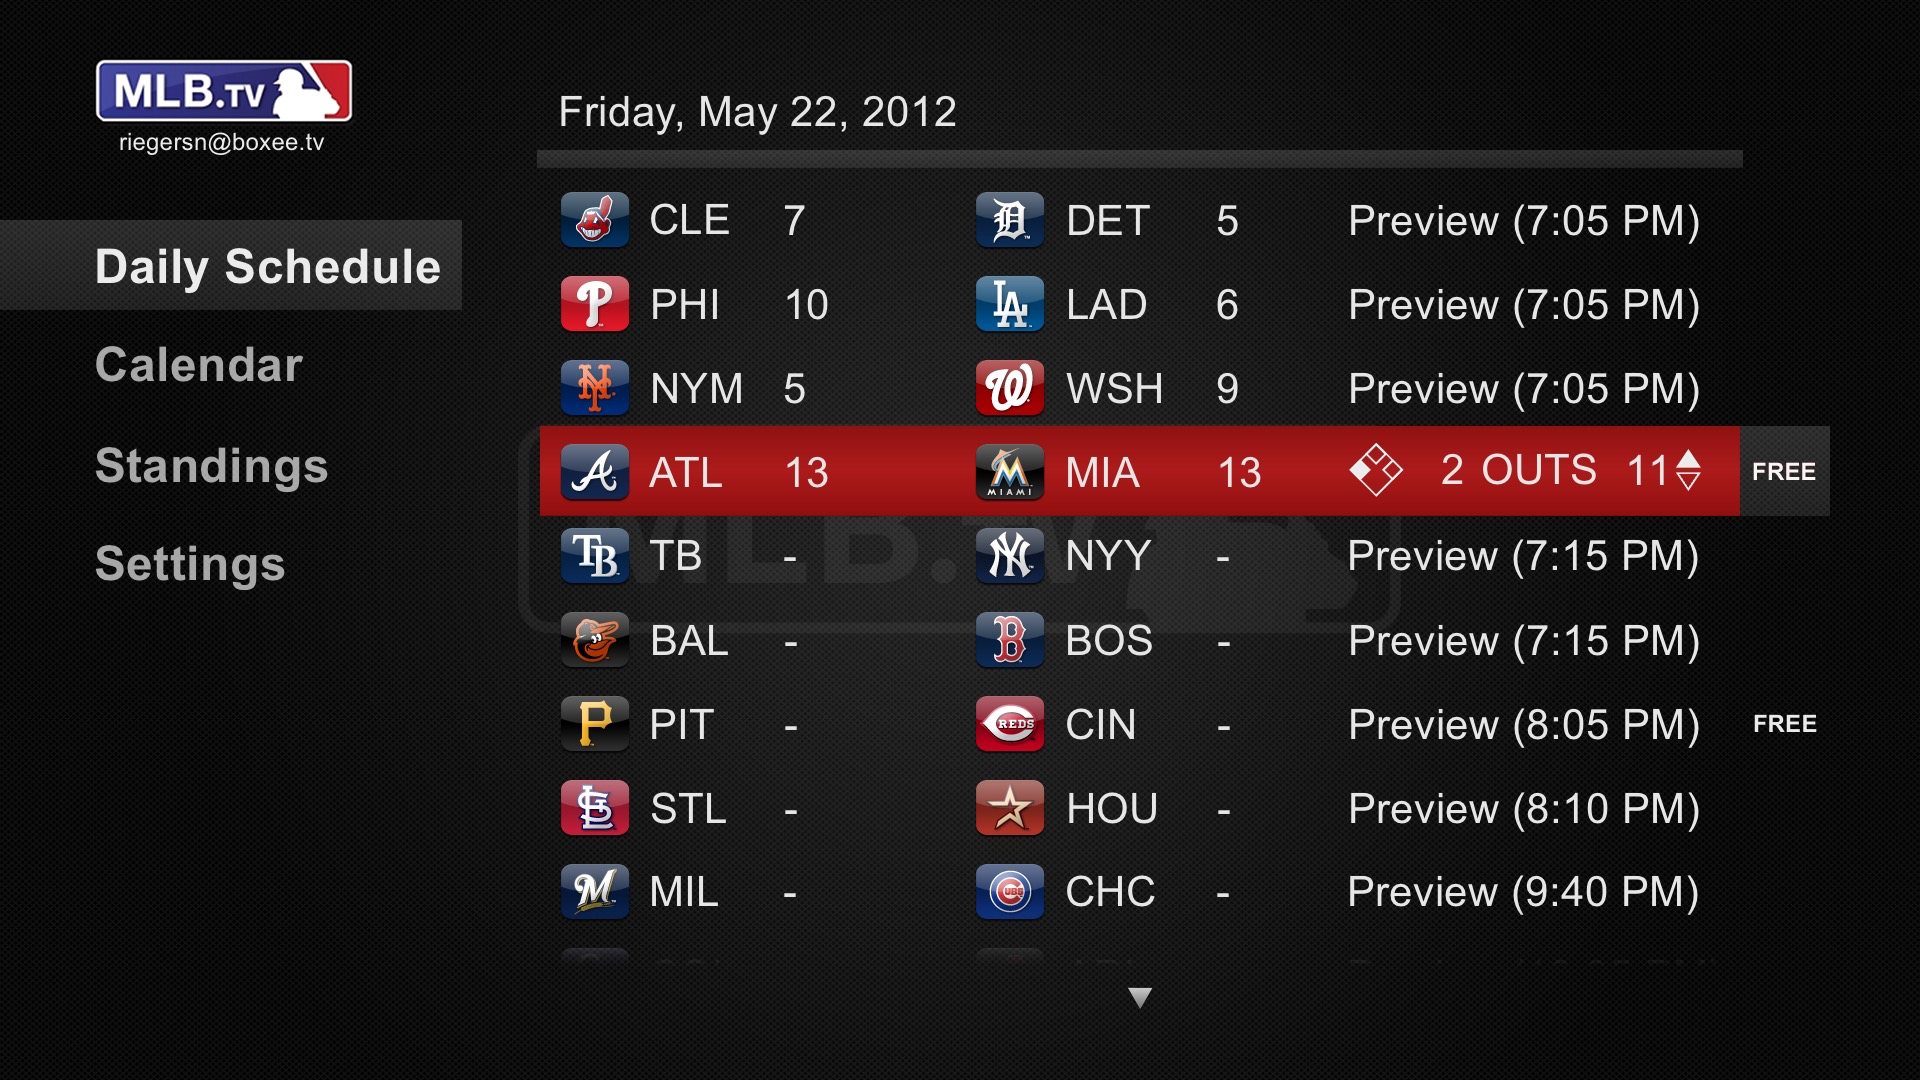 MLB.TV
riegersn@boxee.tv
Friday, May 22, 2012
Daily Schedule
Calendar
Standings
Settings
CLE 7 DET 5 Preview (7:05 PM)
PHI 10 LAD 6 Preview (7:05 PM)
NYM 5 WSH 9 Preview (7:05 PM)
ATL 13 MIAMI MIA 13 2 OUTS 11 FREE
TB - NYY - Preview (7:15 PM)
BAL - BOS - Preview (7:15 PM)
PIT - REDS CIN - Preview (8:05 PM) FREE
STL - HOU - Preview (8:10 PM)
MIL - CUBS CHC - Preview (9:40 PM)